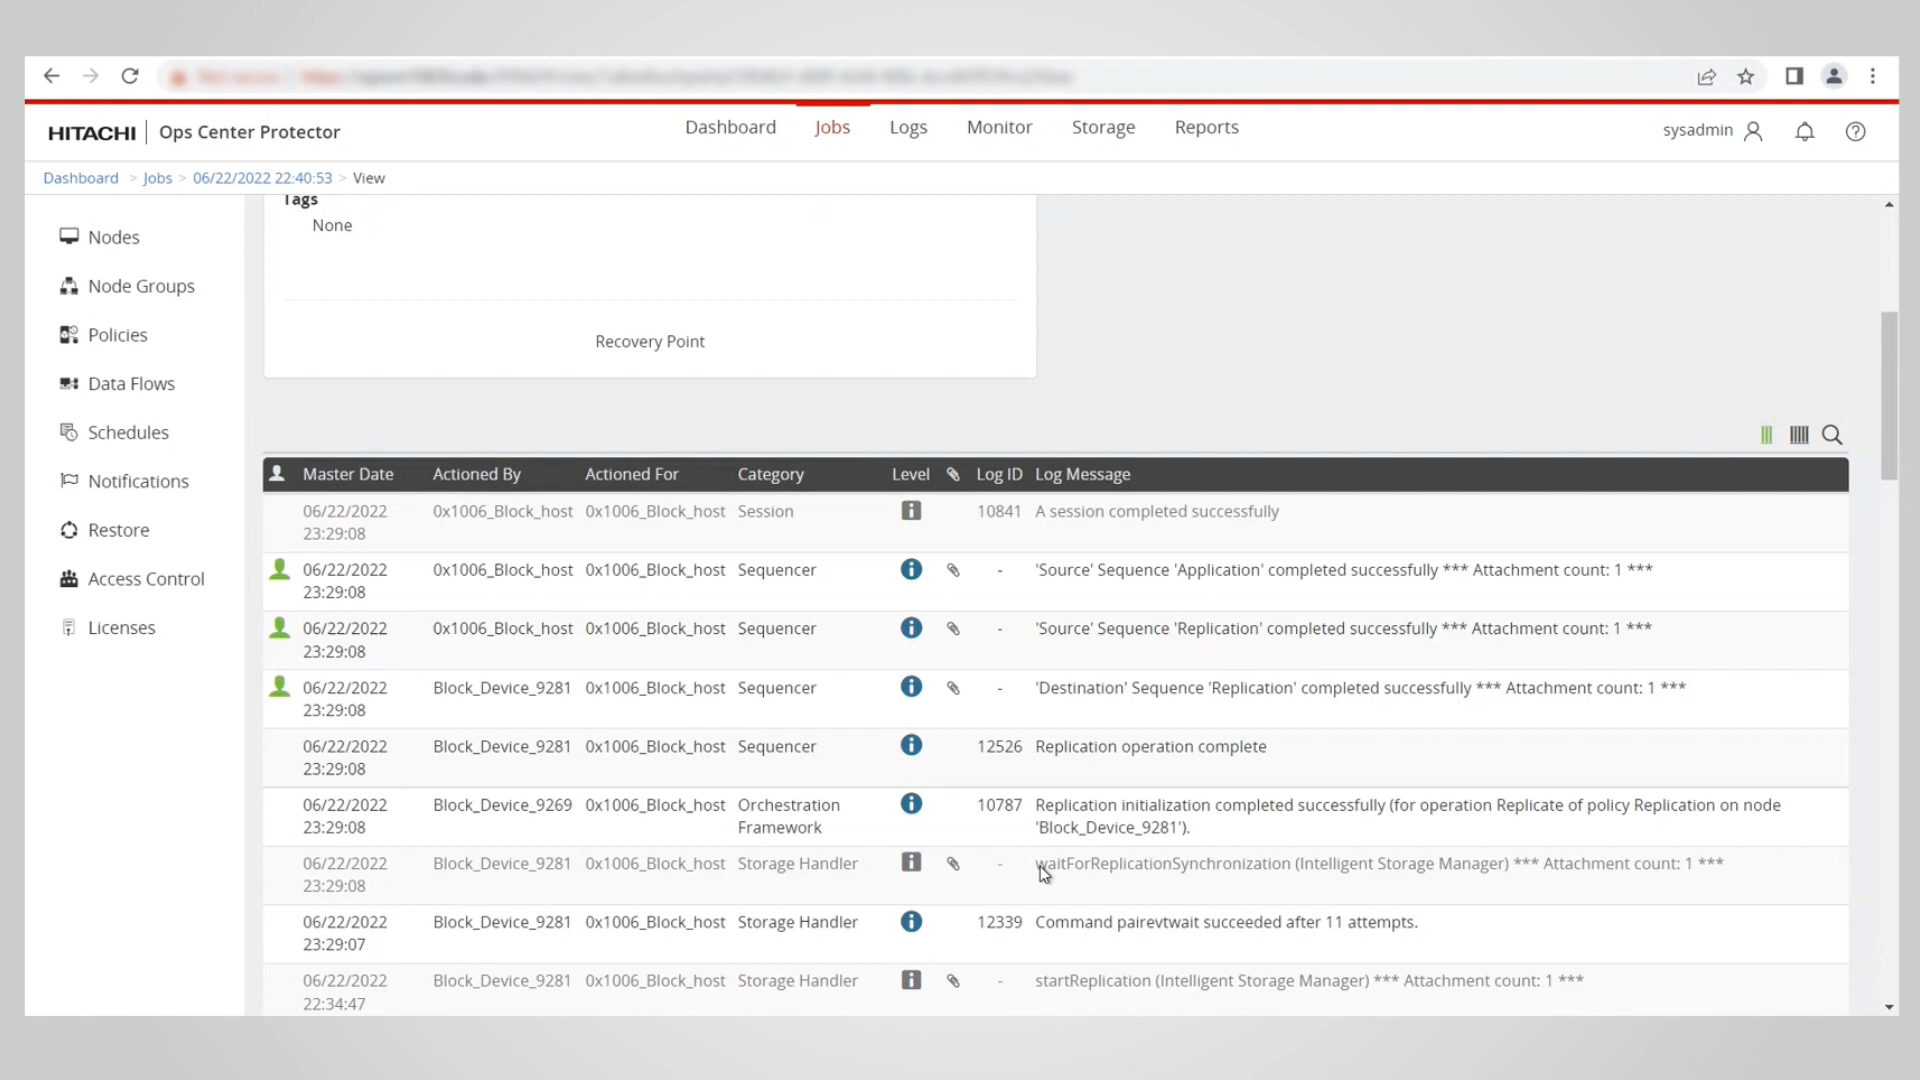 HITACHI | Ops Center Protector
Dashboard Jobs Logs Monitor Storage Reports
sysadmin
Dashboard > Jobs > 06/22/2022 22:40:53 > View
Nodes
Node Groups
Policies
Data Flows
Schedules
Notifications
Restore
Access Control
Licenses
Tags
None
Recovery Point
Master Date Actioned By Actioned For Category Level Log ID Log Message
06/22/2022 0x1006_Block_host 0x1006_Block_host Session 10841 A session completed successfully
23:29:08
06/22/2022 0x1006_Block_host 0x1006_Block_host Sequencer - 'Source' Sequence 'Application' completed successfully *** Attachment count: 1 ***
23:29:08
06/22/2022 0x1006_Block_host 0x1006_Block_host Sequencer - 'Source' Sequence 'Replication' completed successfully *** Attachment count: 1 ***
23:29:08
06/22/2022 Block_Device_9281 0x1006_Block_host Sequencer - 'Destination' Sequence 'Replication' completed successfully *** Attachment count: 1 ***
23:29:08
06/22/2022 Block_Device_9281 0x1006_Block_host Sequencer 12526 Replication operation complete
23:29:08
06/22/2022 Block_Device_9269 0x1006_Block_host Orchestration 10787 Replication initialization completed successfully (for operation Replicate of policy Replication on node
23:29:08 Framework 'Block_Device_9281').
06/22/2022 Block_Device_9281 0x1006_Block_host Storage Handler - waitForReplicationSynchronization (Intelligent Storage Manager) *** Attachment count: 1 ***
23:29:08
06/22/2022 Block_Device_9281 0x1006_Block_host Storage Handler 12339 Command pairevtwait succeeded after 11 attempts.
23:29:07
06/22/2022 Block_Device_9281 0x1006_Block_host Storage Handler - startReplication (Intelligent Storage Manager) *** Attachment count: 1 ***
22:34:47